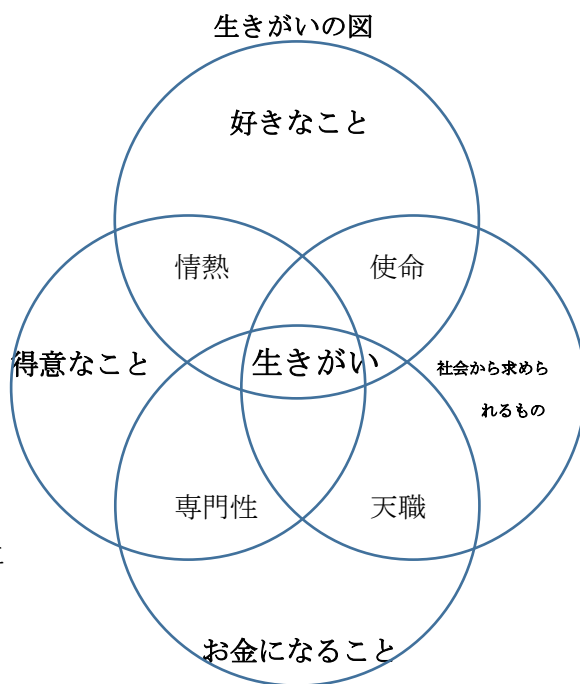 生きがいの図
好きなこと
情熱
使命
得意なこと
生きがい
社会から求めら
れるもの
専門性
天職
お金になること